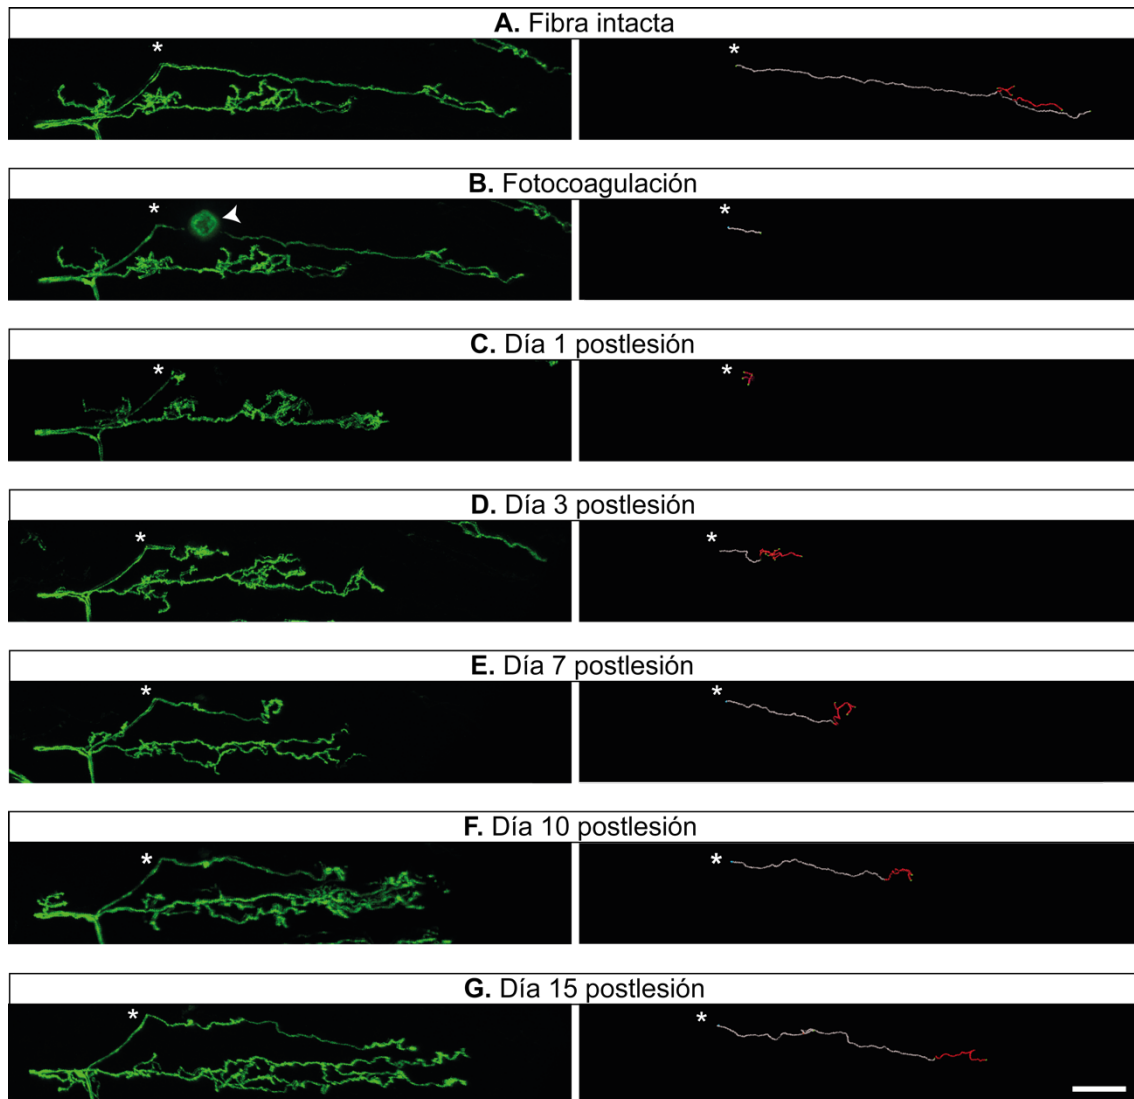 A. Fibra intacta
*
*
B. Fotocoagulación
*
*
C. Día 1 postlesión
*
*
D. Día 3 postlesión
*
*
E. Día 7 postlesión
*
*
F. Día 10 postlesión
*
*
G. Día 15 postlesión
*
*